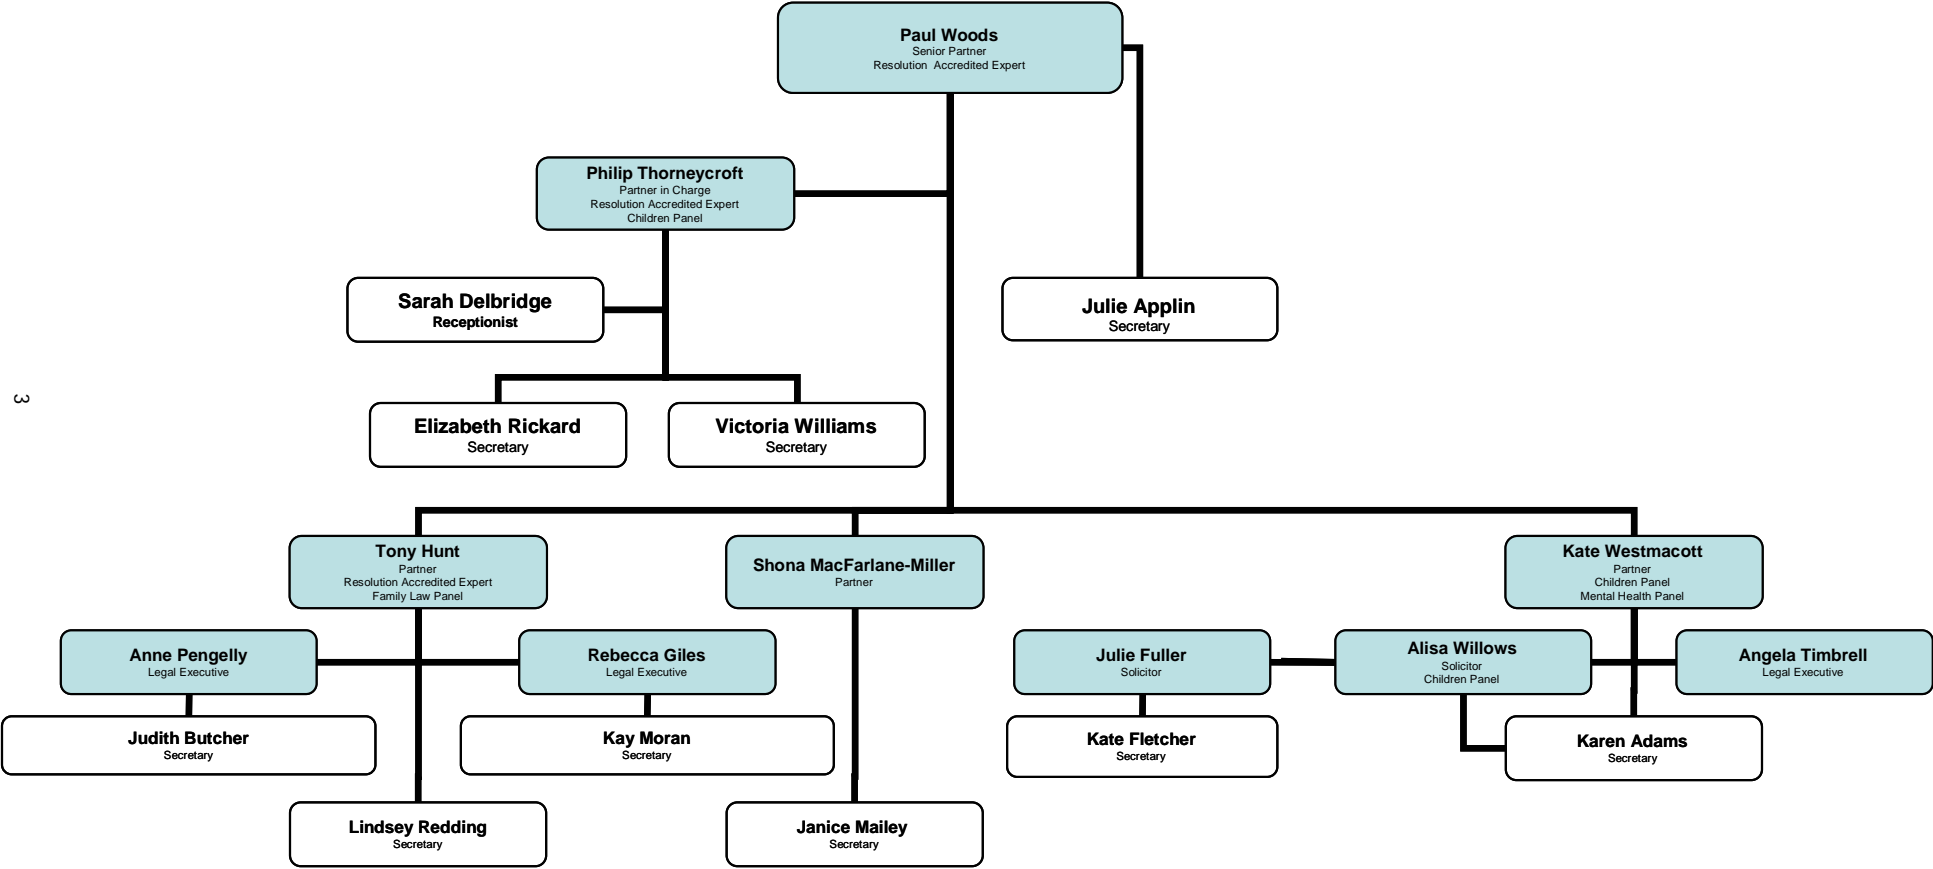 Paul Woods
Senior Partner
Resolution Accredited Expert
Philip Thorneycroft
Partner in Charge
Resolution Accredited Expert
Children Panel
Sarah Delbridge
Receptionist
Julie Applin
Secretary
Elizabeth Rickard
Secretary
Victoria Williams
Secretary
3
Tony Hunt
Partner
Resolution Accredited Expert
Family Law Panel
Shona MacFarlane-Miller
Partner
Kate Westmacott
Partner
Children Panel
Mental Health Panel
Anne Pengelly
Legal Executive
Rebecca Giles
Legal Executive
Julie Fuller
Solicitor
Alisa Willows
Solicitor
Children Panel
Angela Timbrell
Legal Executive
Judith Butcher
Secretary
Kay Moran
Secretary
Kate Fletcher
Secretary
Karen Adams
Secretary
Lindsey Redding
Secretary
Janice Mailey
Secretary